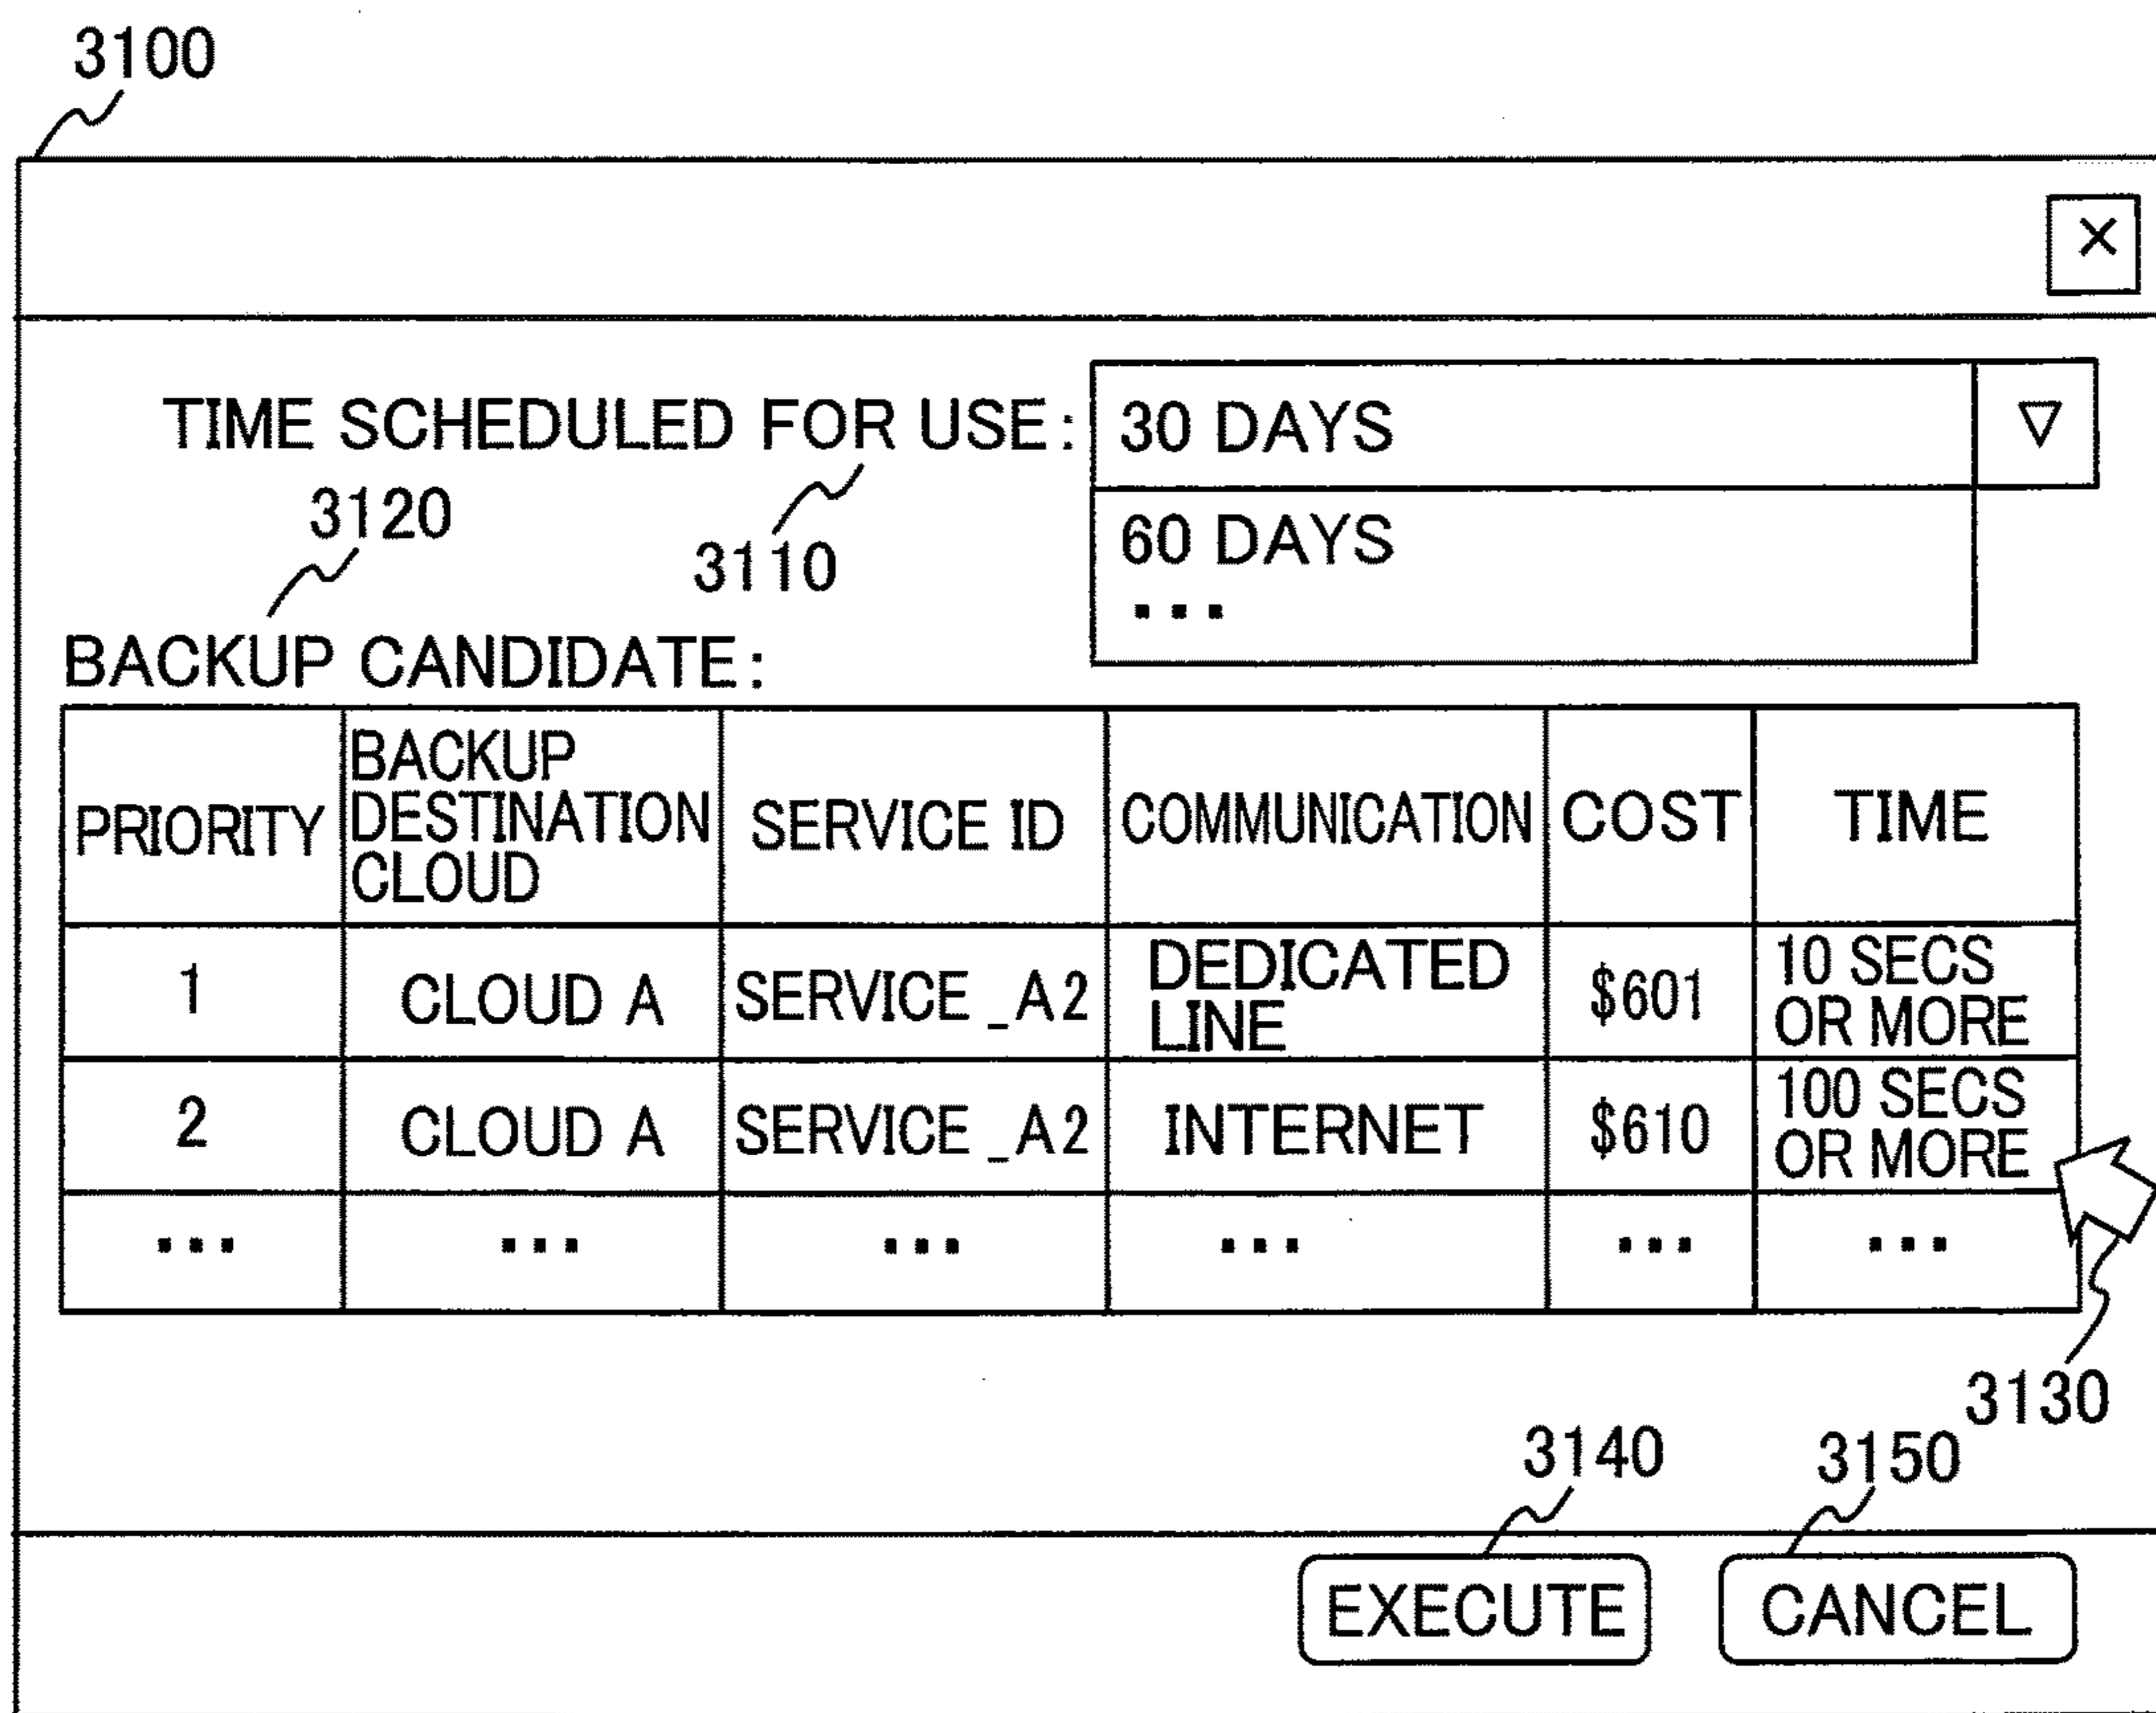 3100
×
TIME SCHEDULED FOR USE:
30 DAYS
▽
60 DAYS
...
3120
3110
BACKUP CANDIDATE:
PRIORITY
BACKUP
DESTINATION
CLOUD
SERVICE ID
COMMUNICATION
COST
TIME
1
CLOUD A
SERVICE _A2
DEDICATED
LINE
$601
10 SECS
OR MORE
2
CLOUD A
SERVICE _A2
INTERNET
$610
100 SECS
OR MORE
...
...
...
...
...
...
3130
3140
3150
EXECUTE
CANCEL